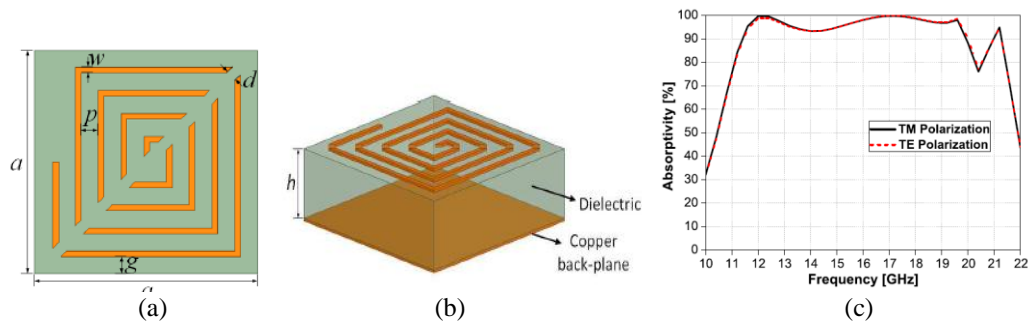 w
d
p
a
g
a
(a)
h
Dielectric
Copper
back-plane
(b)
(c)
Absorptivity [%]
100
90
80
70
60
50
40
30
20
10
0
TM Polarization
TE Polarization
10 11 12 13 14 15 16 17 18 19 20 21 22
Frequency [GHz]